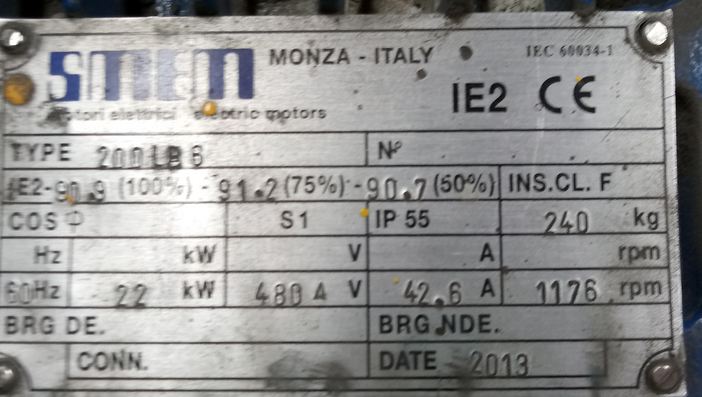 SMEM MONZA - ITALY IEC 60034-1
motori elettrici electric motors IE2 CE
TYPE 200LB6 Nº
IE2-90.9 (100%) - 91.2 (75%) - 90.7 (50%) INS.CL. F
COS Φ S1 IP 55 240 kg
Hz kW V A rpm
60Hz 22 kW 480 Δ V 42.6 A 1176 rpm
BRG DE. BRG NDE.
CONN. DATE 2013